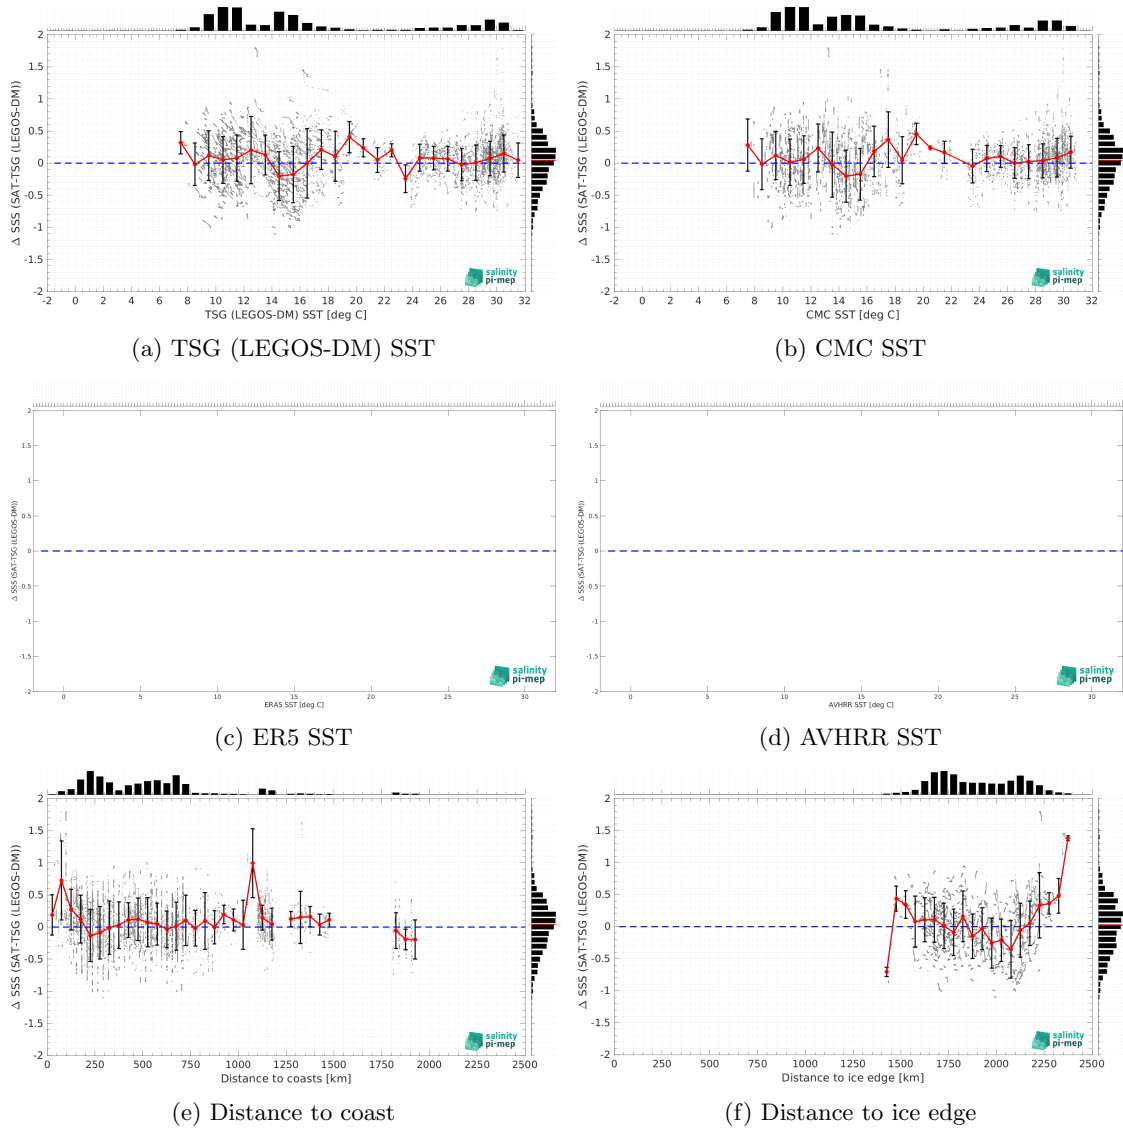 2
1.5
1
0.5
0
-0.5
-1
-1.5
-2
Δ SSS (SAT-TSG (LEGOS-DM))
-2 0 2 4 6 8 10 12 14 16 18 20 22 24 26 28 30 32
TSG (LEGOS-DM) SST [deg C]
salinity
pi-mep
(a) TSG (LEGOS-DM) SST
2
1.5
1
0.5
0
-0.5
-1
-1.5
-2
Δ SSS (SAT-TSG (LEGOS-DM))
-2 0 2 4 6 8 10 12 14 16 18 20 22 24 26 28 30 32
CMC SST [deg C]
salinity
pi-mep
(b) CMC SST
2
1.5
1
0.5
0
-0.5
-1
-1.5
-2
Δ SSS (SAT-TSG (LEGOS-DM))
0 5 10 15 20 25 30
ERA5 SST [deg C]
salinity
pi-mep
(c) ER5 SST
2
1.5
1
0.5
0
-0.5
-1
-1.5
-2
Δ SSS (SAT-TSG (LEGOS-DM))
0 5 10 15 20 25 30
AVHRR SST [deg C]
salinity
pi-mep
(d) AVHRR SST
2
1.5
1
0.5
0
-0.5
-1
-1.5
-2
Δ SSS (SAT-TSG (LEGOS-DM))
0 250 500 750 1000 1250 1500 1750 2000 2500
Distance to coasts [km]
salinity
pi-mep
(e) Distance to coast
2
1.5
1
0.5
0
-0.5
-1
-1.5
-2
Δ SSS (SAT-TSG (LEGOS-DM))
0 250 500 750 1000 1250 1500 1750 2000 2500
Distance to ice edge [km]
salinity
pi-mep
(f) Distance to ice edge